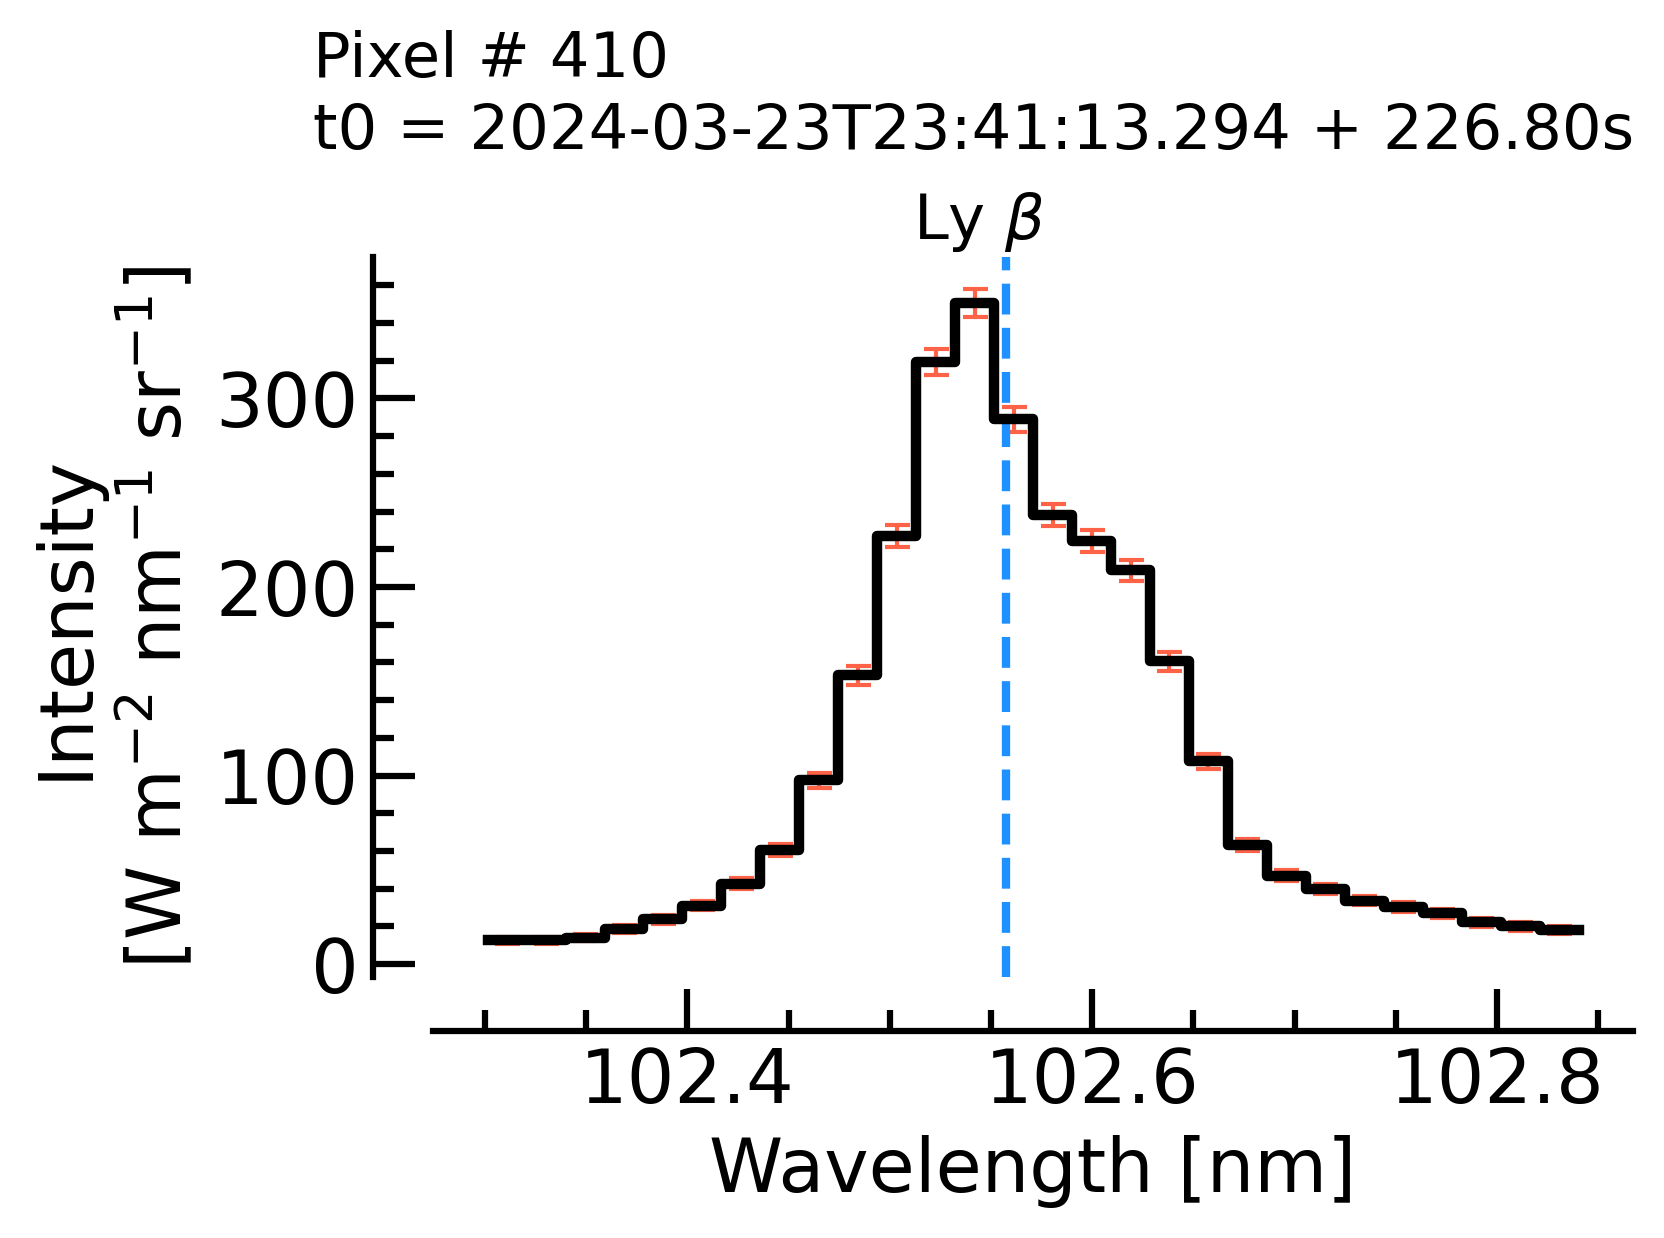 Pixel # 410
t0 = 2024-03-23T23:41:13.294 + 226.80s
Ly β
Intensity
[W m⁻² nm⁻¹ sr⁻¹]
300
200
100
0
102.4 102.6 102.8
Wavelength [nm]